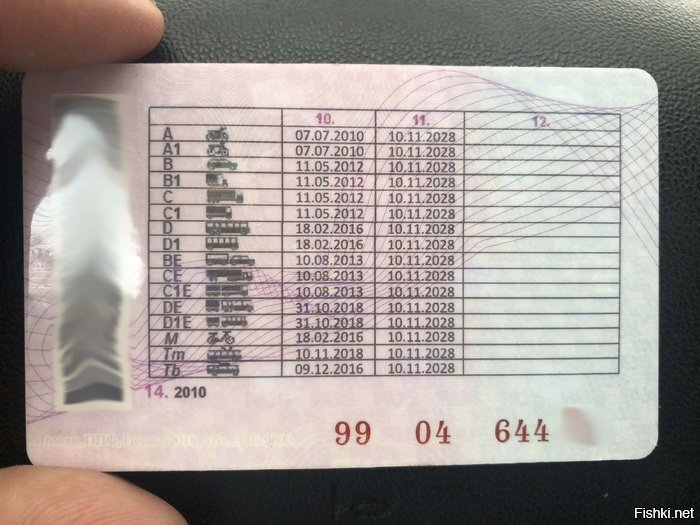 10. 11. 12.
A 07.07.2010 10.11.2028
A1 07.07.2010 10.11.2028
B 11.05.2012 10.11.2028
B1 11.05.2012 10.11.2028
C 11.05.2012 10.11.2028
C1 11.05.2012 10.11.2028
D 18.02.2016 10.11.2028
D1 18.02.2016 10.11.2028
BE 10.08.2013 10.11.2028
CE 10.08.2013 10.11.2028
C1E 10.08.2013 10.11.2028
DE 31.10.2018 10.11.2028
D1E 31.10.2018 10.11.2028
M 18.02.2016 10.11.2028
Tm 10.11.2018 10.11.2028
Tb 09.12.2016 10.11.2028
14. 2010
99 04 644
Fishki.net